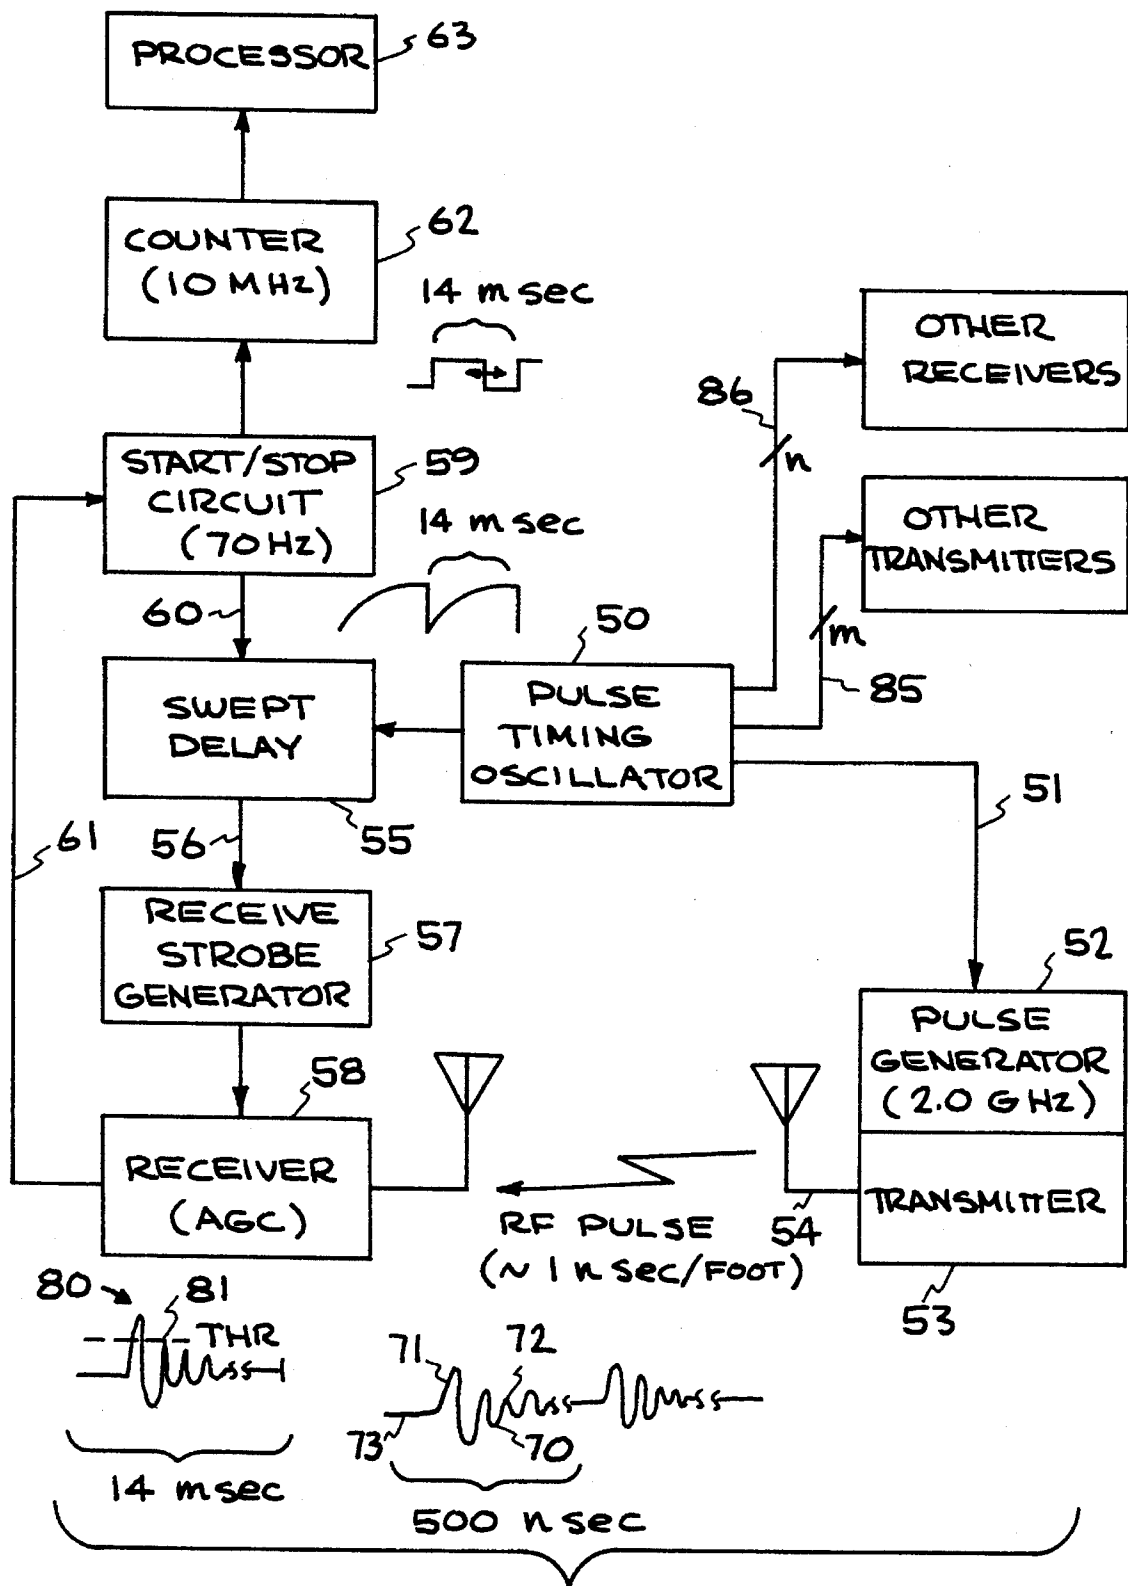 PROCESSOR
63
COUNTER
(10 MHz)
62
14 msec
OTHER
RECEIVERS
86
n
START/STOP
CIRCUIT
(70 Hz)
59
14 msec
OTHER
TRANSMITTERS
60
50
m
85
SWEPT
DELAY
PULSE
TIMING
OSCILLATOR
51
61
56
55
RECEIVE
STROBE
GENERATOR
57
52
PULSE
GENERATOR
(2.0 GHz)
58
RECEIVER
(AGC)
TRANSMITTER
RF PULSE
(~ 1 n sec/FOOT)
54
53
80
81
THR
71
72
73
70
14 msec
500 n sec